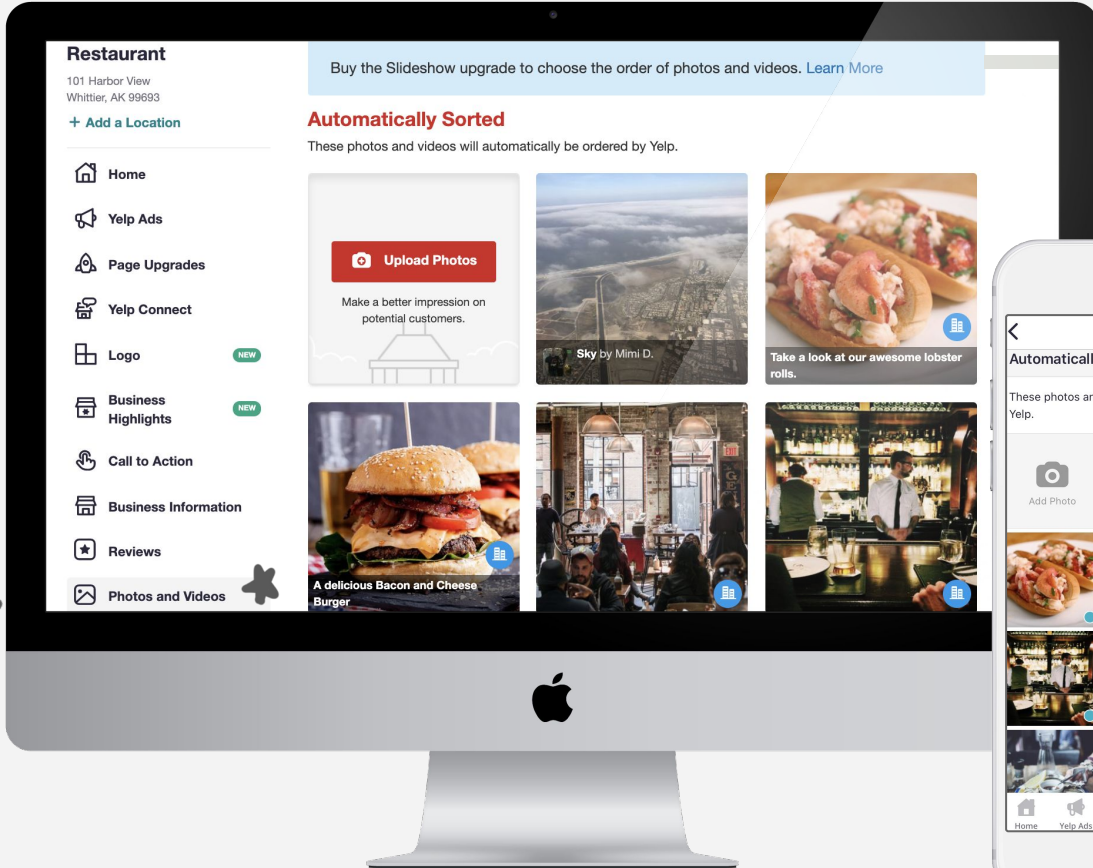 Restaurant
101 Harbor View
Whittier, AK 99693
+ Add a Location
Home
Yelp Ads
Page Upgrades
Yelp Connect
Logo NEW
Business
Highlights NEW
Call to Action
Business Information
Reviews
Photos and Videos
Buy the Slideshow upgrade to choose the order of photos and videos. Learn More
Automatically Sorted
These photos and videos will automatically be ordered by Yelp.
Upload Photos
Make a better impression on
potential customers.
Sky by Mimi D.
Take a look at our awesome lobster
rolls.
A delicious Bacon and Cheese
Burger
EXIT
Automaticall
These photos an
Yelp.
Add Photo
Home Yelp Ads